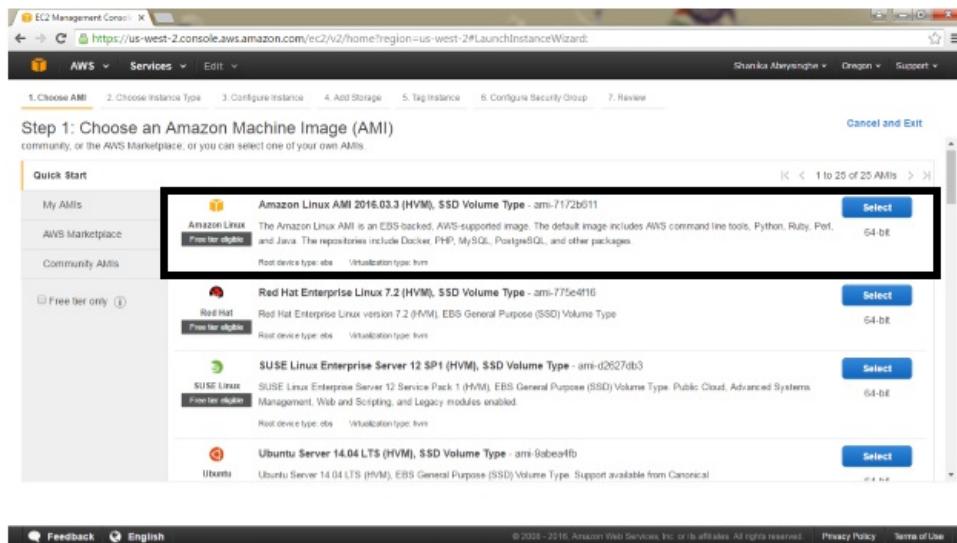 EC2 Management Consol
https://us-west-2.console.aws.amazon.com/ec2/v2/home?region=us-west-2#LaunchInstanceWizard:
AWS Services Edit Shanika Abeysinghe Oregon Support
1. Choose AMI 2. Choose Instance Type 3. Configure Instance 4. Add Storage 5. Tag Instance 6. Configure Security Group 7. Review
Step 1: Choose an Amazon Machine Image (AMI) Cancel and Exit
community, or the AWS Marketplace, or you can select one of your own AMIs.
Quick Start 1 to 25 of 25 AMIs
My AMIs
AWS Marketplace
Community AMIs
Free tier only
Amazon Linux
Free tier eligible
Amazon Linux AMI 2016.03.3 (HVM), SSD Volume Type - ami-7172b611
The Amazon Linux AMI is an EBS-backed, AWS-supported image. The default image includes AWS command line tools, Python, Ruby, Perl,
and Java. The repositories include Docker, PHP, MySQL, PostgreSQL, and other packages.
Root device type: ebs Virtualization type: hvm
Select
64-bit
Red Hat
Free tier eligible
Red Hat Enterprise Linux 7.2 (HVM), SSD Volume Type - ami-775e4f16
Red Hat Enterprise Linux version 7.2 (HVM), EBS General Purpose (SSD) Volume Type
Root device type: ebs Virtualization type: hvm
Select
64-bit
SUSE Linux
Free tier eligible
SUSE Linux Enterprise Server 12 SP1 (HVM), SSD Volume Type - ami-d2627db3
SUSE Linux Enterprise Server 12 Service Pack 1 (HVM), EBS General Purpose (SSD) Volume Type. Public Cloud, Advanced Systems
Management, Web and Scripting, and Legacy modules enabled.
Root device type: ebs Virtualization type: hvm
Select
64-bit
Ubuntu
Ubuntu Server 14.04 LTS (HVM), SSD Volume Type - ami-9abea4fb
Ubuntu Server 14.04 LTS (HVM), EBS General Purpose (SSD) Volume Type. Support available from Canonical
Select
Feedback English © 2008 - 2016, Amazon Web Services, Inc. or its affiliates. All rights reserved. Privacy Policy Terms of Use